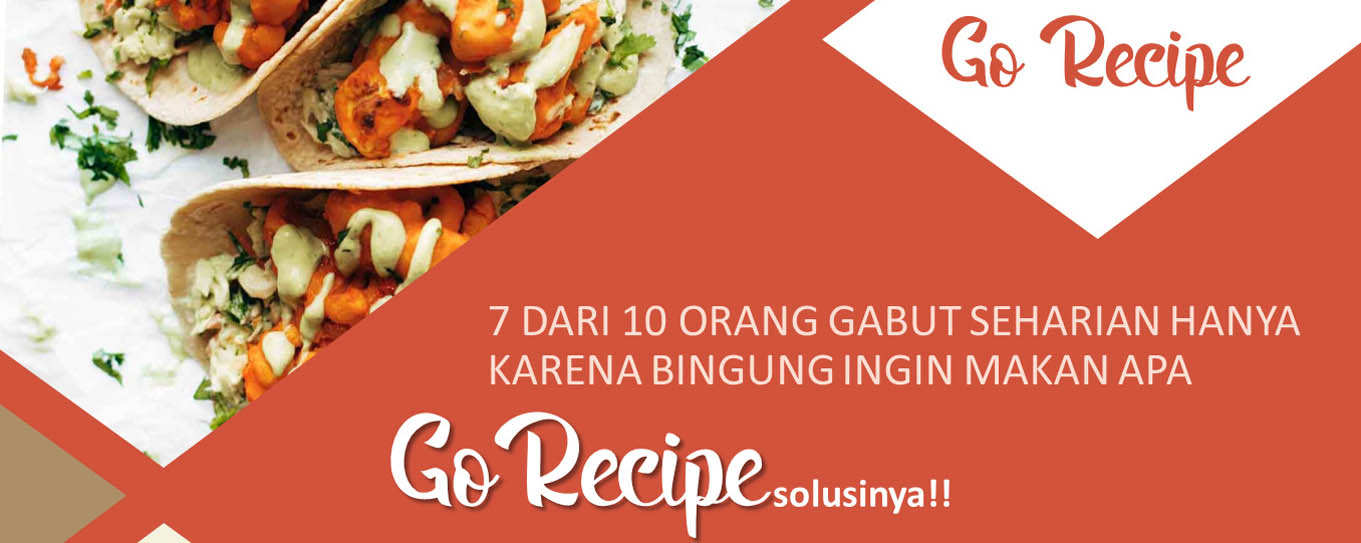 Go Recipe
7 DARI 10 ORANG GABUT SEHARIAN HANYA
KARENA BINGUNG INGIN MAKAN APA
Go Recipe solusinya!!